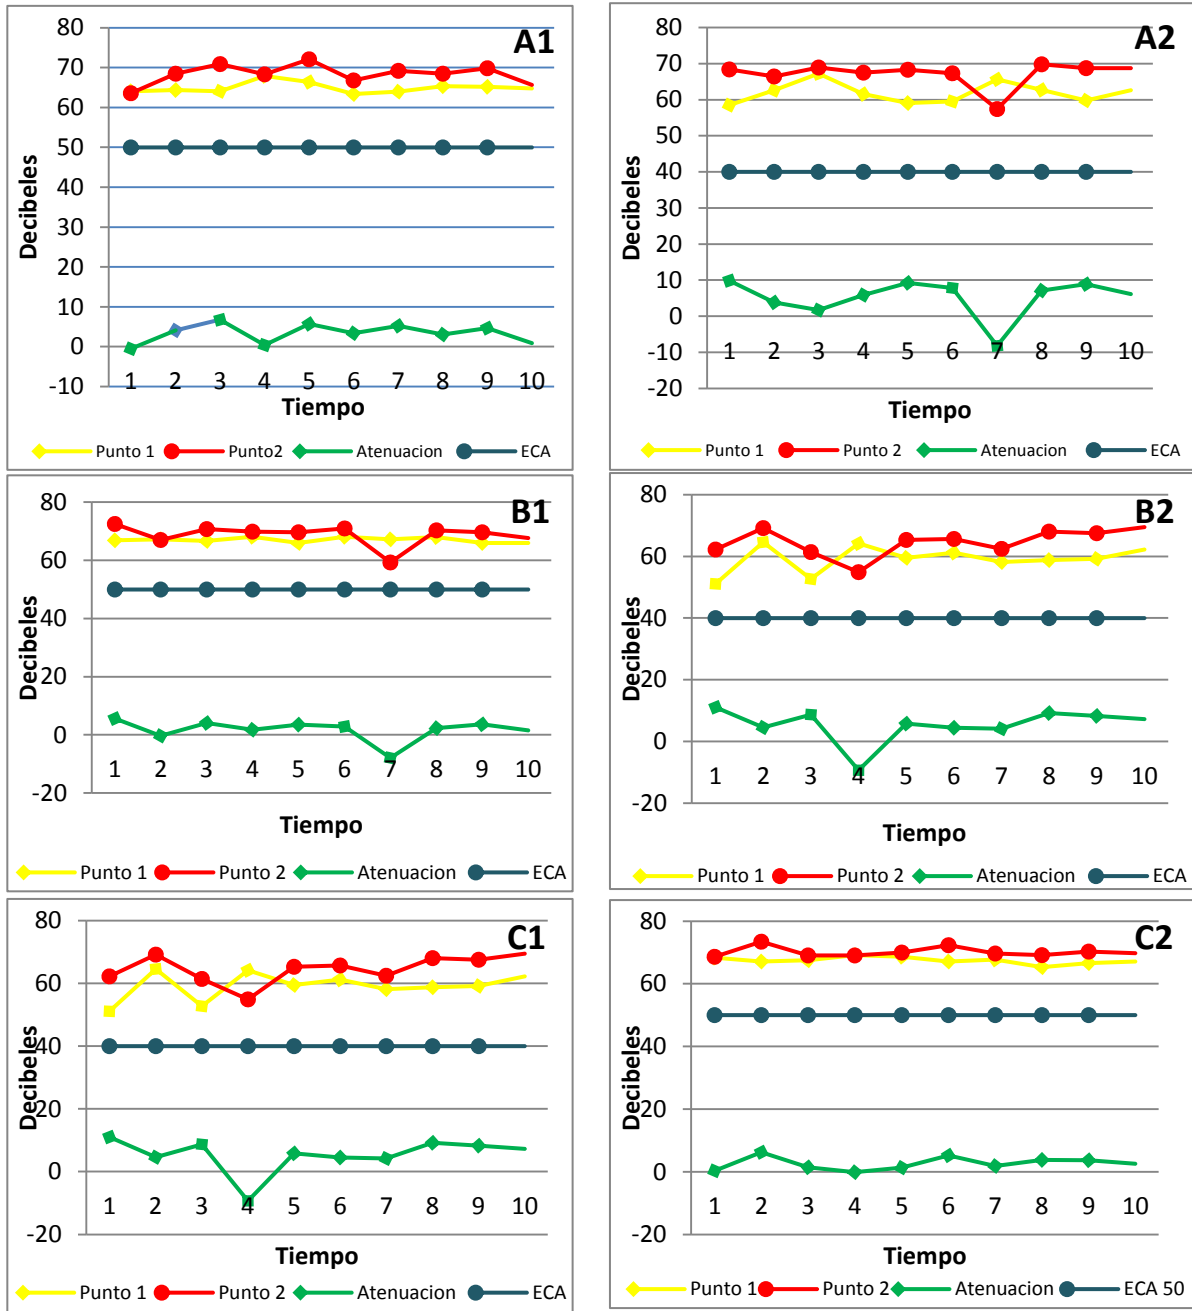 A1
80
70
60
50
40
30
20
10
0
-10
Decibeles
1 2 3 4 5 6 7 8 9 10
Tiempo
Punto 1 Punto2 Atenuacion ECA
A2
80
70
60
50
40
30
20
10
0
-10
-20
Decibeles
1 2 3 4 5 6 7 8 9 10
Tiempo
Punto 1 Punto 2 Atenuacion ECA
B1
80
60
40
20
0
-20
Decibeles
1 2 3 4 5 6 7 8 9 10
Tiempo
Punto 1 Punto 2 Atenuacion ECA
B2
80
60
40
20
0
-20
Decibeles
1 2 3 4 5 6 7 8 9 10
Tiempo
Punto 1 Punto 2 Atenuacion ECA
C1
80
60
40
20
0
-20
Decibeles
1 2 3 4 5 6 7 8 9 10
Tiempo
Punto 1 Punto 2 Atenuacion ECA
C2
80
60
40
20
0
-20
Decibeles
1 2 3 4 5 6 7 8 9 10
Tiempo
Punto 1 Punto 2 Atenuacion ECA 50